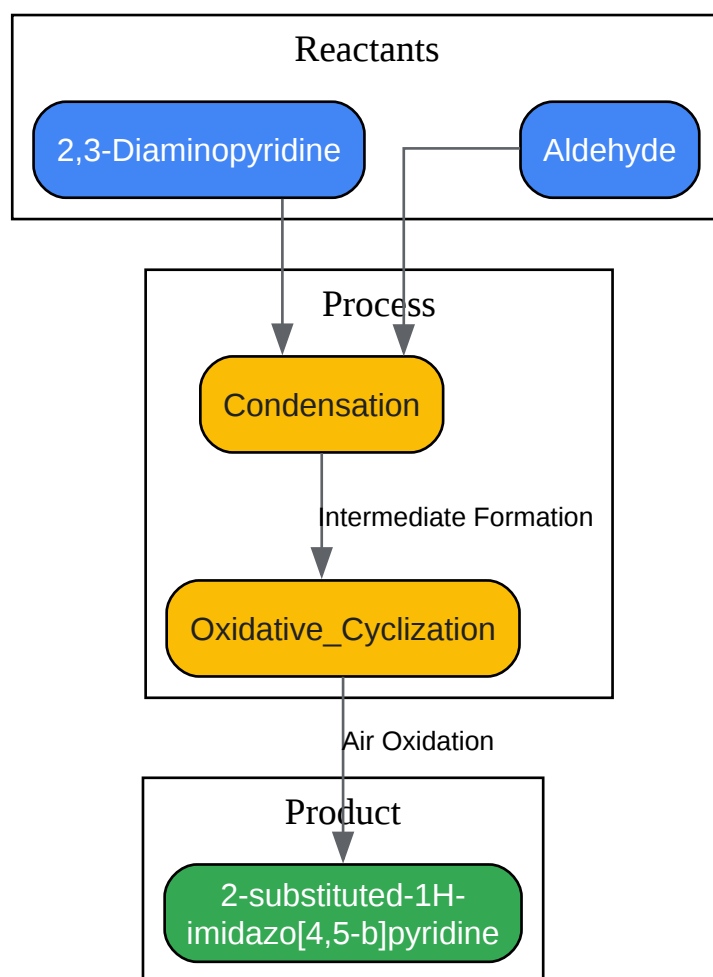 Reactants
2,3-Diaminopyridine
Aldehyde
Process
Condensation
Intermediate Formation
Oxidative_Cyclization
Air Oxidation
Product
2-substituted-1H-
imidazo[4,5-b]pyridine